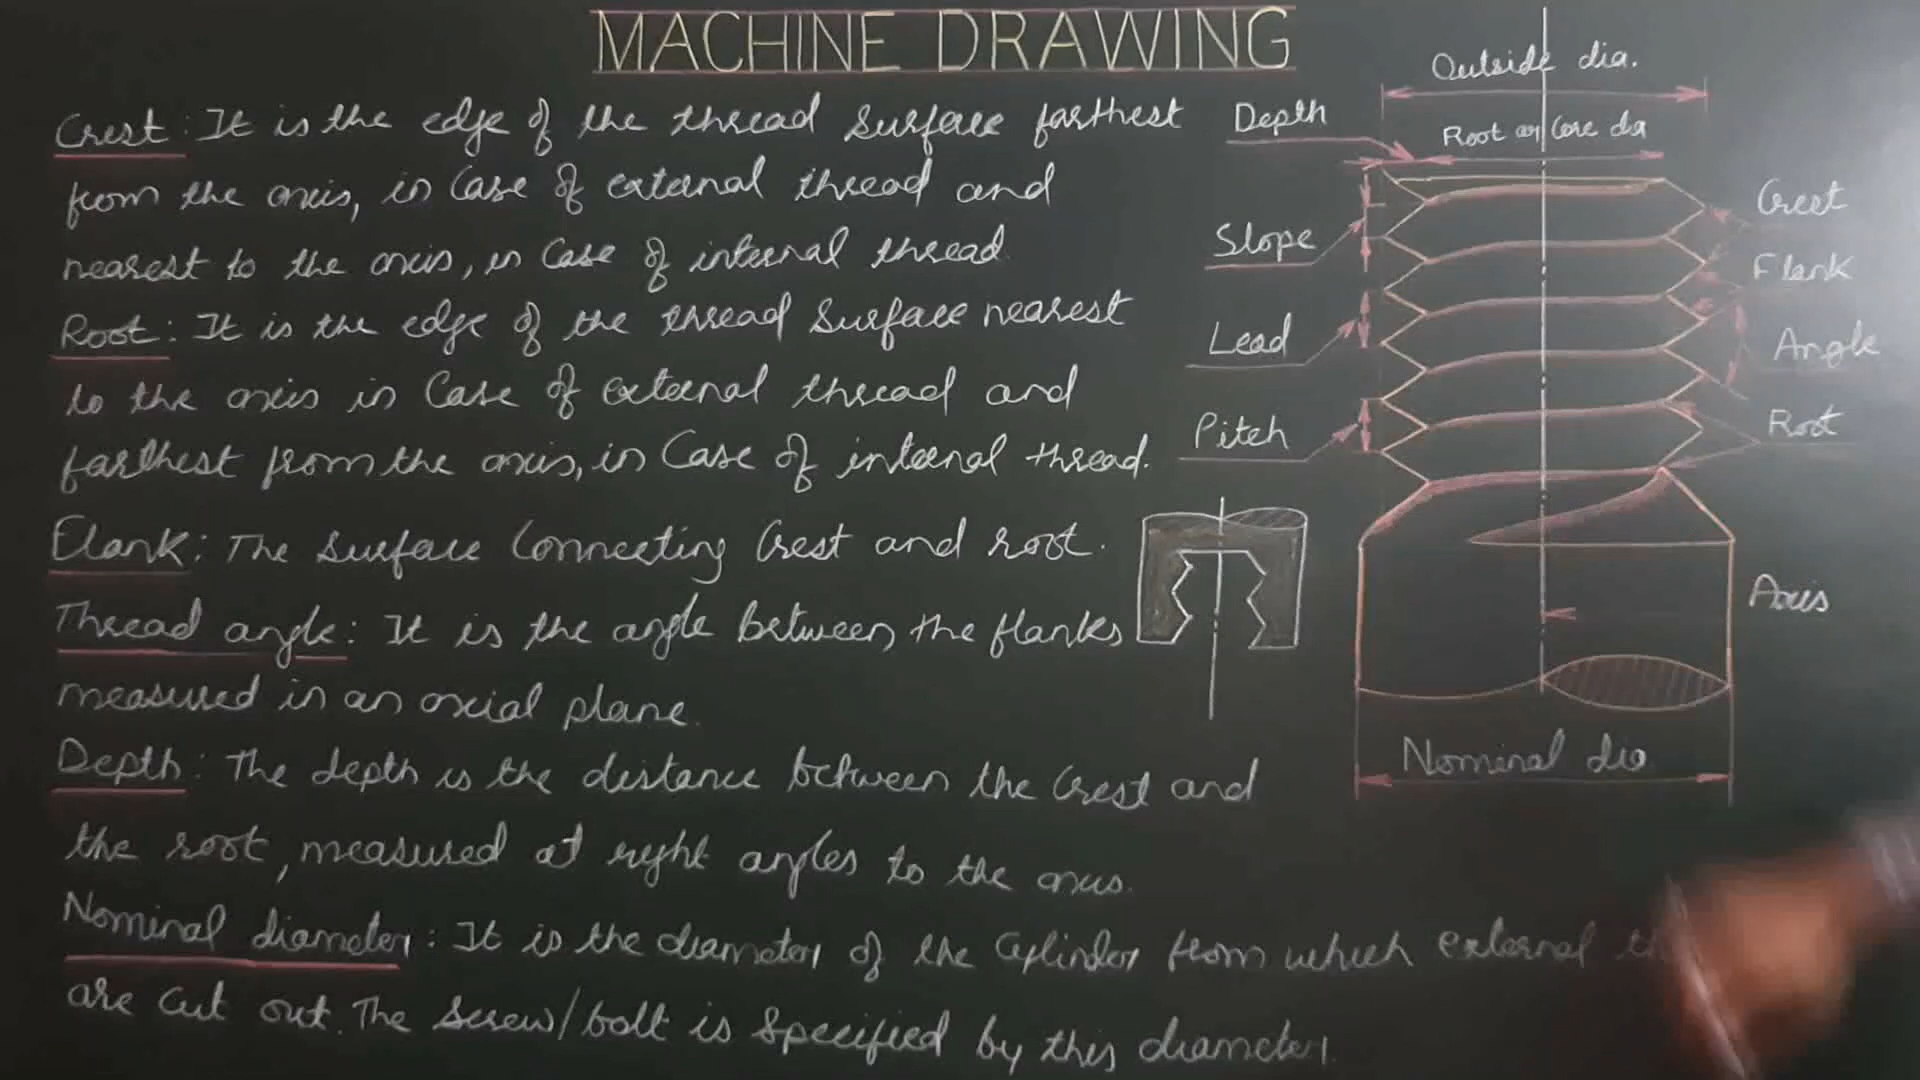 MACHINE DRAWING
Crest: It is the edge of the thread surface farthest
from the axis, in case of external thread and
nearest to the axis, in case of internal thread.
Root: It is the edge of the thread surface nearest
to the axis in case of external thread and
farthest from the axis, in case of internal thread.
Flank: The surface connecting crest and root.
Thread angle: It is the angle between the flanks
measured in an axial plane.
Depth: The depth is the distance between the crest and
the root, measured at right angles to the axis.
Nominal diameter: It is the diameter of the cylinder from which external
are cut out. The screw/bolt is specified by this diameter.
Outside dia.
Depth
Root or Core dia
Crest
Slope
Flank
Lead
Angle
Pitch
Root
Axis
Nominal dia